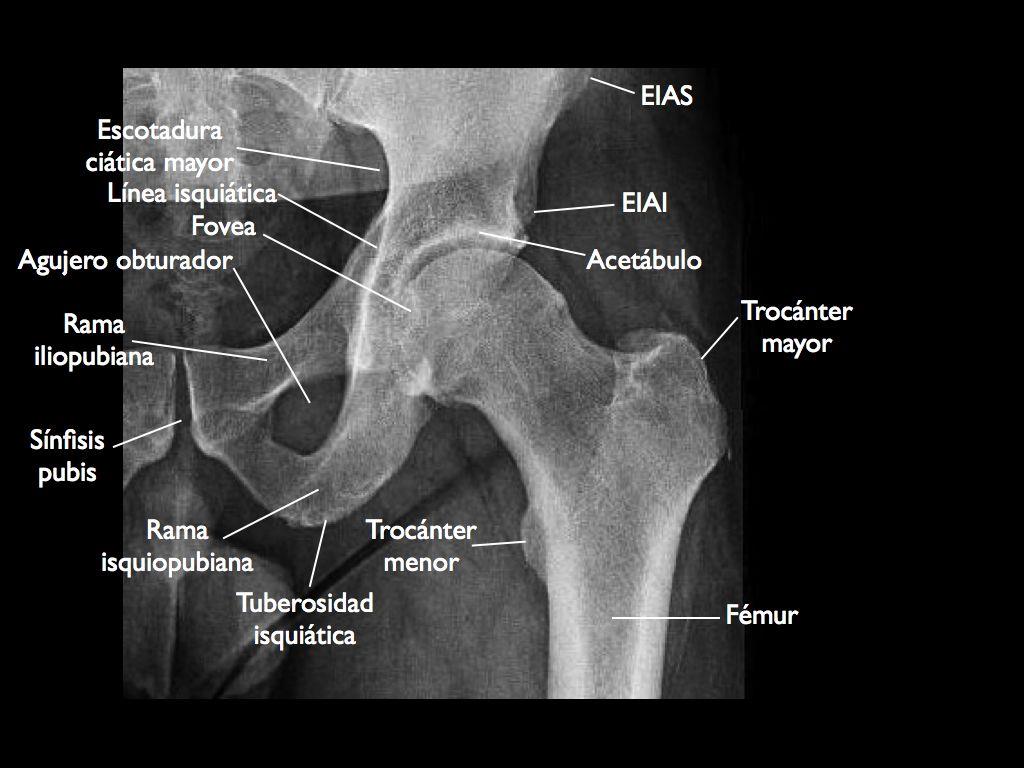 EIAS
Escotadura
ciática mayor
Línea isquiática
EIAI
Fovea
Agujero obturador
Acetábulo
Trocánter
mayor
Rama
iliopubiana
Sínfisis
pubis
Rama
isquiopubiana
Trocánter
menor
Tuberosidad
isquiática
Fémur